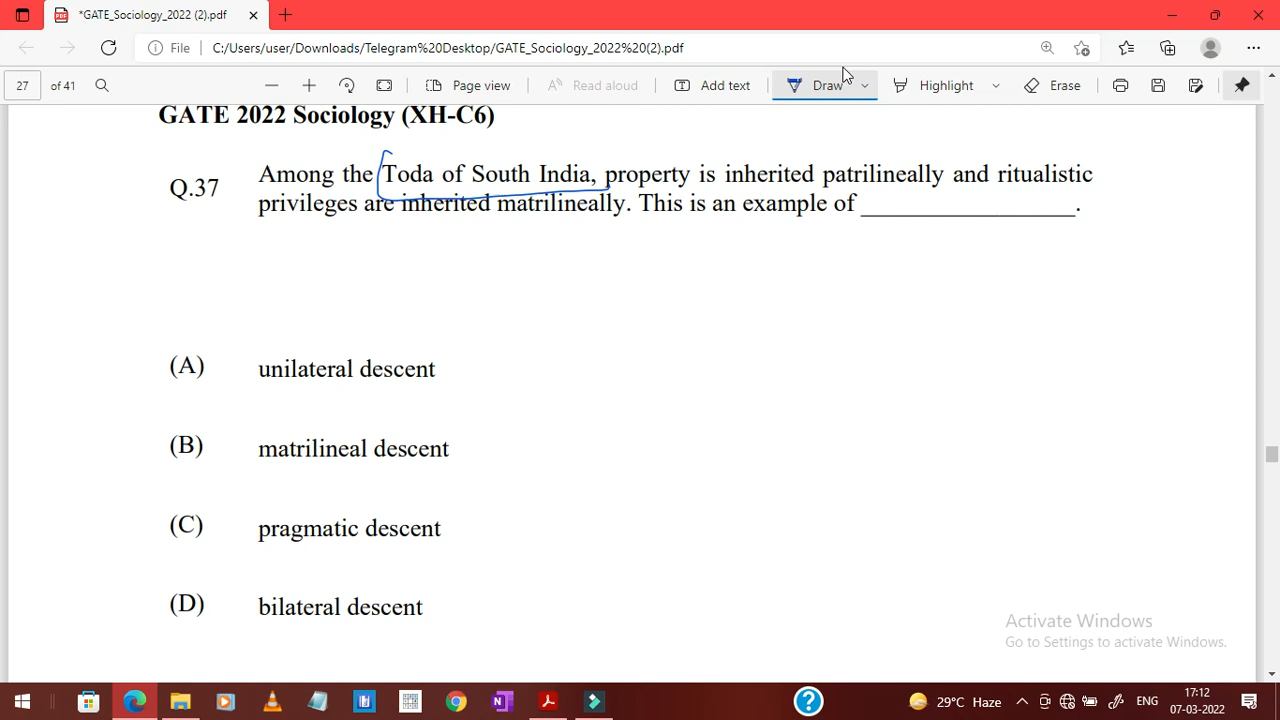 *GATE_Sociology_2022 (2).pdf
File C:/Users/user/Downloads/Telegram%20Desktop/GATE_Sociology_2022%20(2).pdf
27 of 41 Page view Read aloud Add text Draw Highlight Erase
GATE 2022 Sociology (XH-C6)
Q.37 Among the Toda of South India, property is inherited patrilineally and ritualistic
privileges are inherited matrilineally. This is an example of __________________.
(A) unilateral descent
(B) matrilineal descent
(C) pragmatic descent
(D) bilateral descent
Activate Windows
Go to Settings to activate Windows.
29°C Haze ENG 17:12
07-03-2022